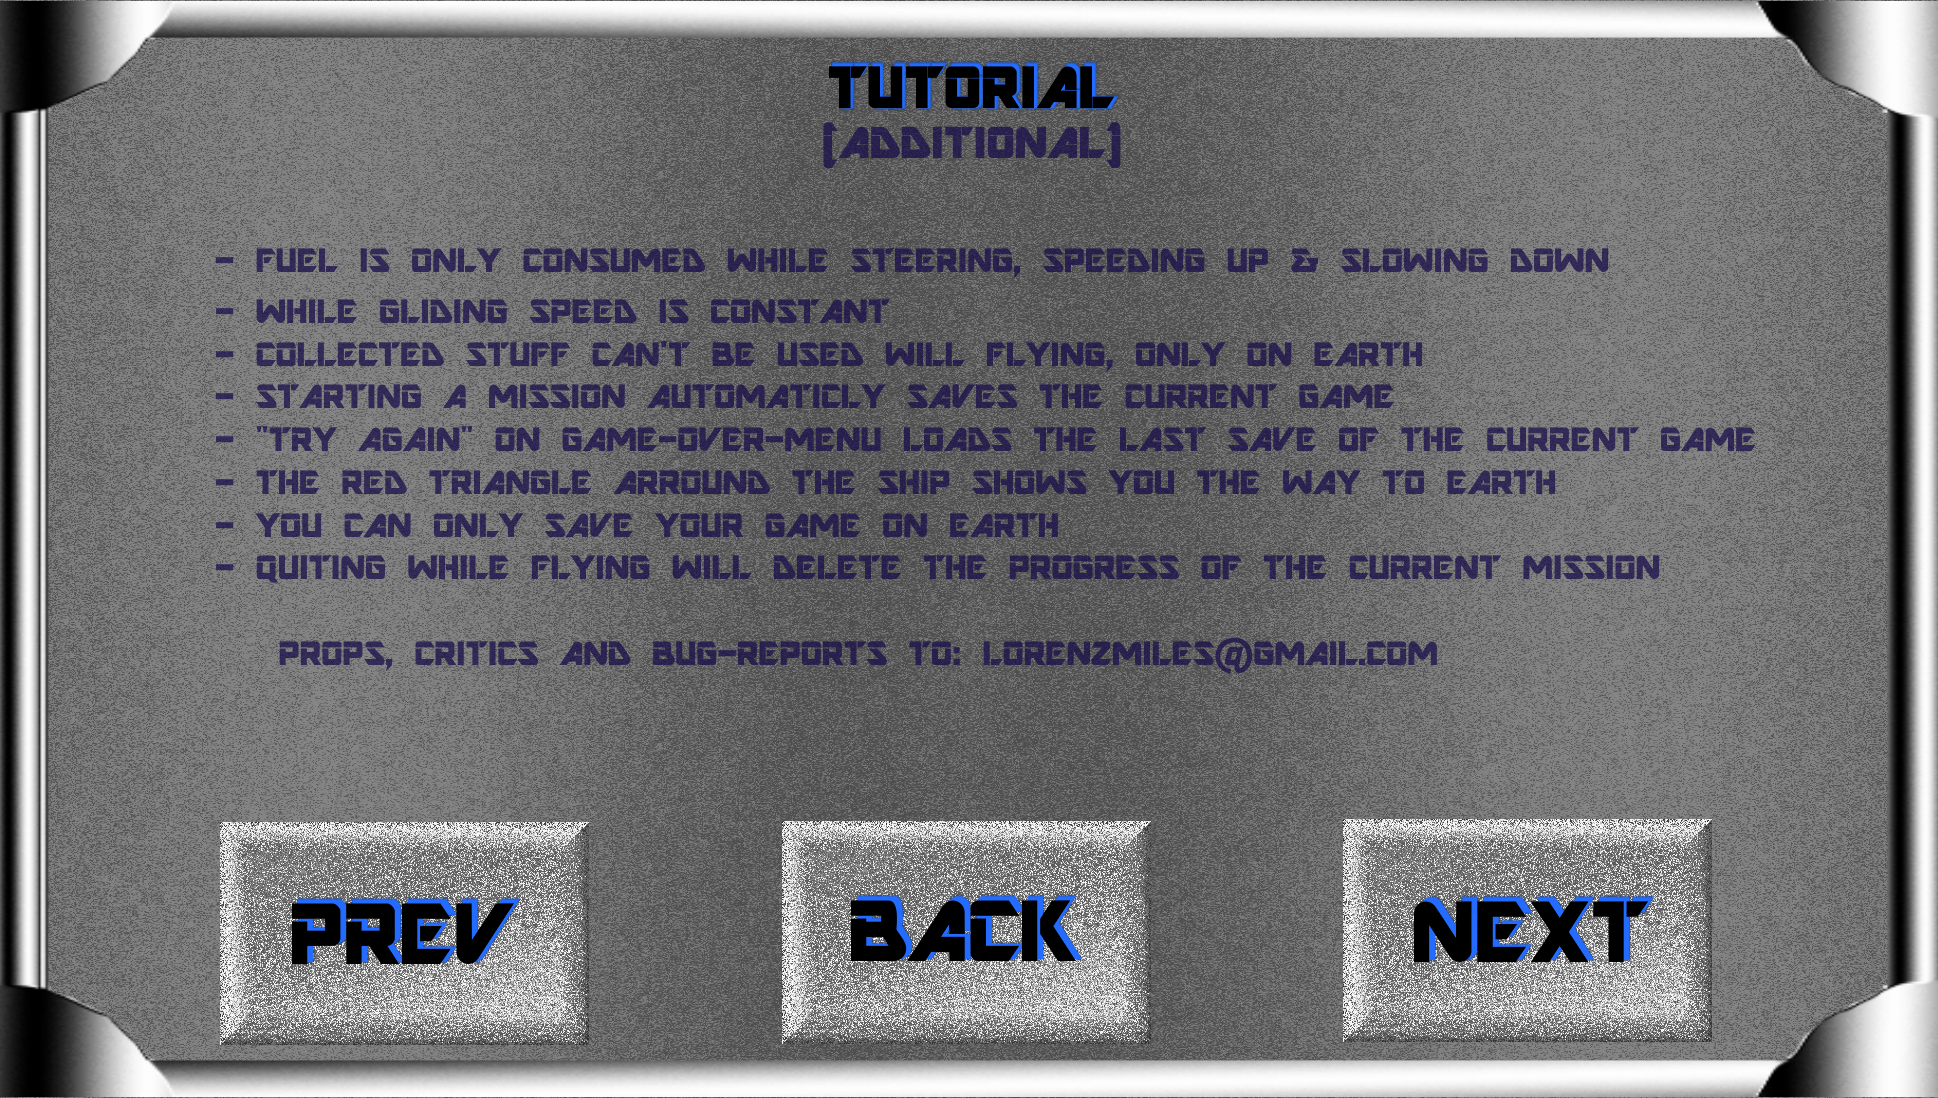 TUTORIAL
[ADDITIONAL]
- FUEL IS ONLY CONSUMED WHILE STEERING, SPEEDING UP & SLOWING DOWN
- WHILE GLIDING SPEED IS CONSTANT
- COLLECTED STUFF CAN'T BE USED WILL FLYING, ONLY ON EARTH
- STARTING A MISSION AUTOMATICLY SAVES THE CURRENT GAME
- "TRY AGAIN" ON GAME-OVER-MENU LOADS THE LAST SAVE OF THE CURRENT GAME
- THE RED TRIANGLE ARROUND THE SHIP SHOWS YOU THE WAY TO EARTH
- YOU CAN ONLY SAVE YOUR GAME ON EARTH
- QUITING WHILE FLYING WILL DELETE THE PROGRESS OF THE CURRENT MISSION
PROPS, CRITICS AND BUG-REPORTS TO: LORENZMILES@GMAIL.COM
PREV
BACK
NEXT